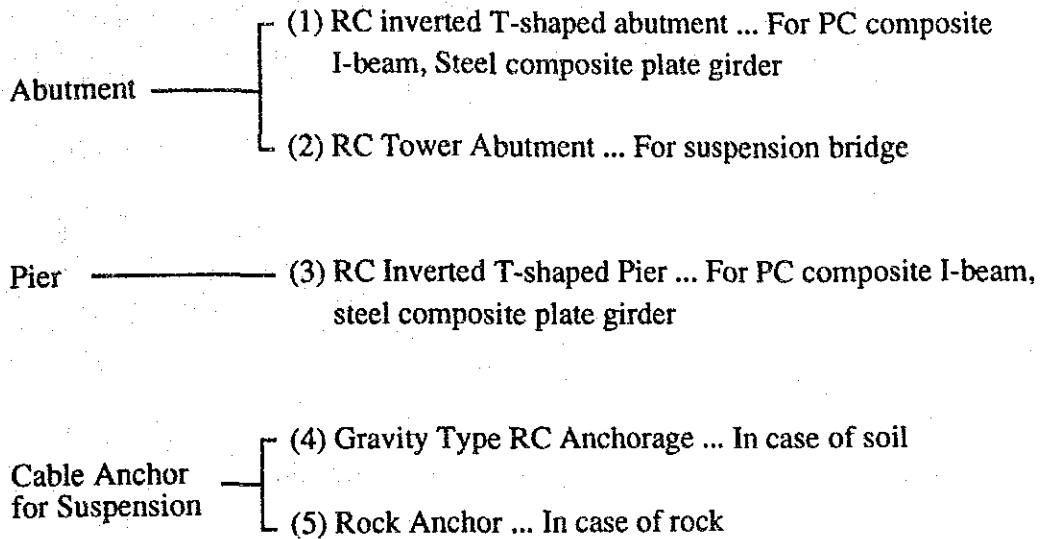 (1) RC inverted T-shaped abutment ... For PC composite
I-beam, Steel composite plate girder
Abutment
(2) RC Tower Abutment ... For suspension bridge
Pier
(3) RC Inverted T-shaped Pier ... For PC composite I-beam,
steel composite plate girder
(4) Gravity Type RC Anchorage ... In case of soil
Cable Anchor
for Suspension
(5) Rock Anchor ... In case of rock